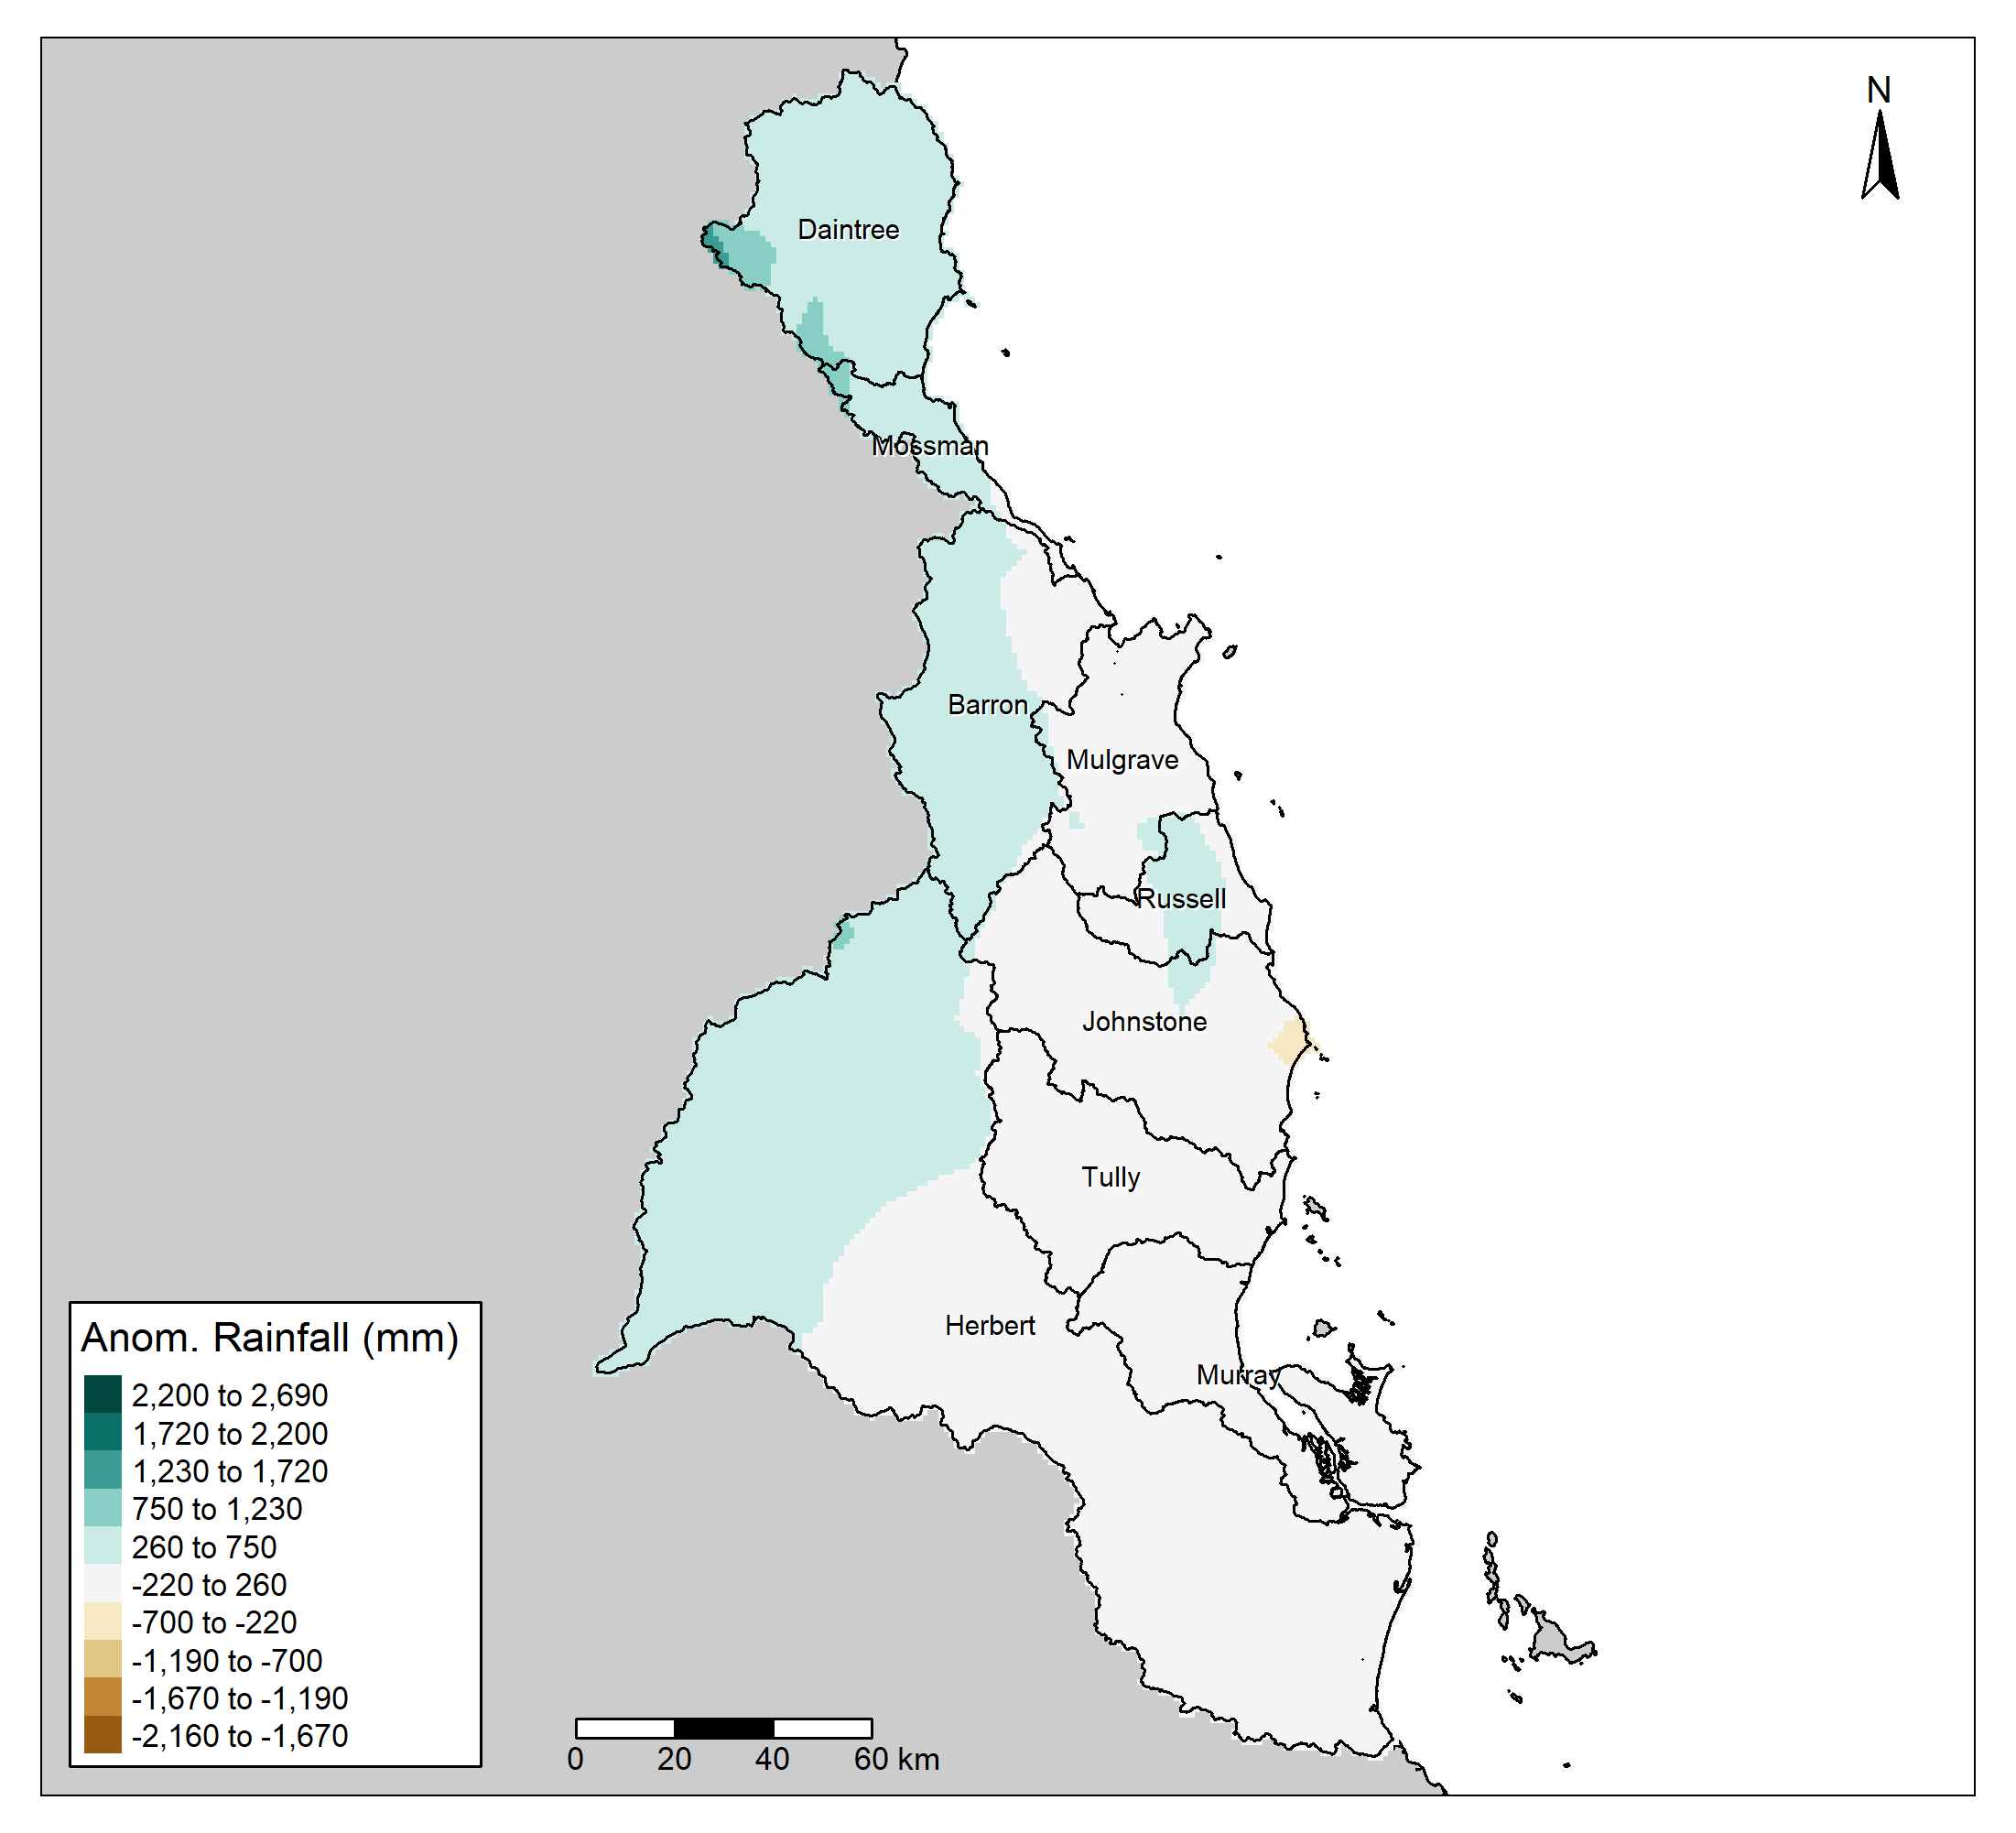 N
Daintree
Mossman
Barron
Mulgrave
Russell
Johnstone
Tully
Herbert
Murray
Anom. Rainfall (mm)
2,200 to 2,690
1,720 to 2,200
1,230 to 1,720
750 to 1,230
260 to 750
-220 to 260
-700 to -220
-1,190 to -700
-1,670 to -1,190
-2,160 to -1,670
0 20 40 60 km